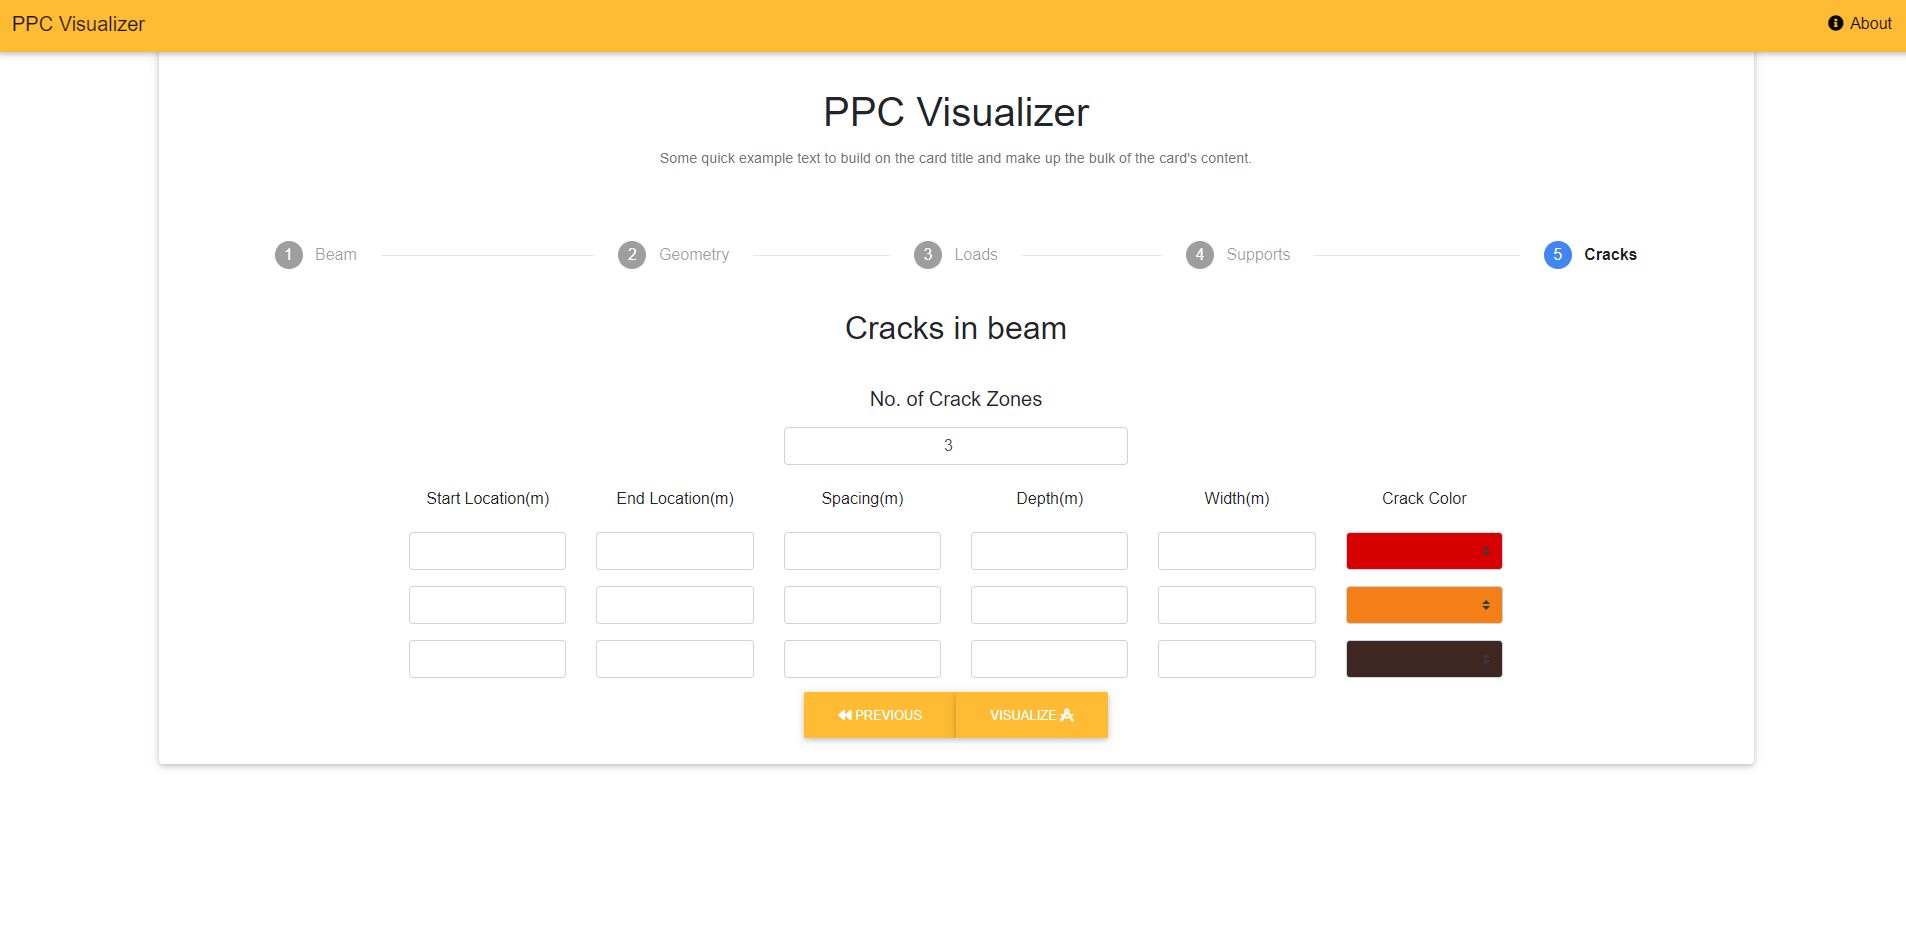 PPC Visualizer
About
PPC Visualizer
Some quick example text to build on the card title and make up the bulk of the card's content.
1 Beam 2 Geometry 3 Loads 4 Supports 5 Cracks
Cracks in beam
No. of Crack Zones
3
Start Location(m) End Location(m) Spacing(m) Depth(m) Width(m) Crack Color
PREVIOUS VISUALIZE